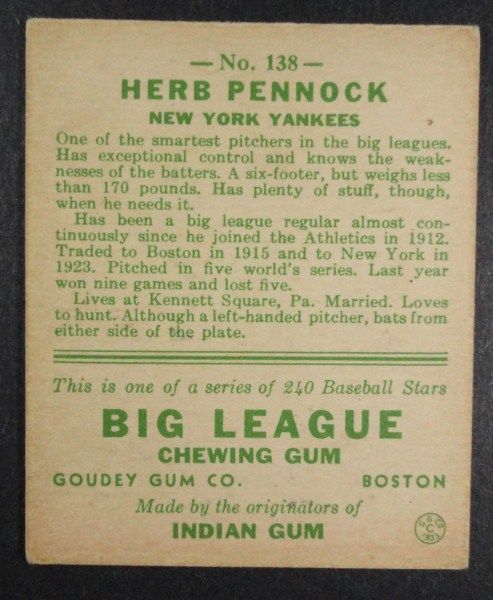 — No. 138 —
HERB PENNOCK
NEW YORK YANKEES
One of the smartest pitchers in the big leagues.
Has exceptional control and knows the weak-
nesses of the batters. A six-footer, but weighs less
than 170 pounds. Has plenty of stuff, though,
when he needs it.
Has been a big league regular almost con-
tinuously since he joined the Athletics in 1912.
Traded to Boston in 1915 and to New York in
1923. Pitched in five world's series. Last year
won nine games and lost five.
Lives at Kennett Square, Pa. Married. Loves
to hunt. Although a left-handed pitcher, bats from
either side of the plate.
This is one of a series of 240 Baseball Stars
BIG LEAGUE
CHEWING GUM
GOUDEY GUM CO. BOSTON
Made by the originators of
INDIAN GUM
G G CO
C
1933